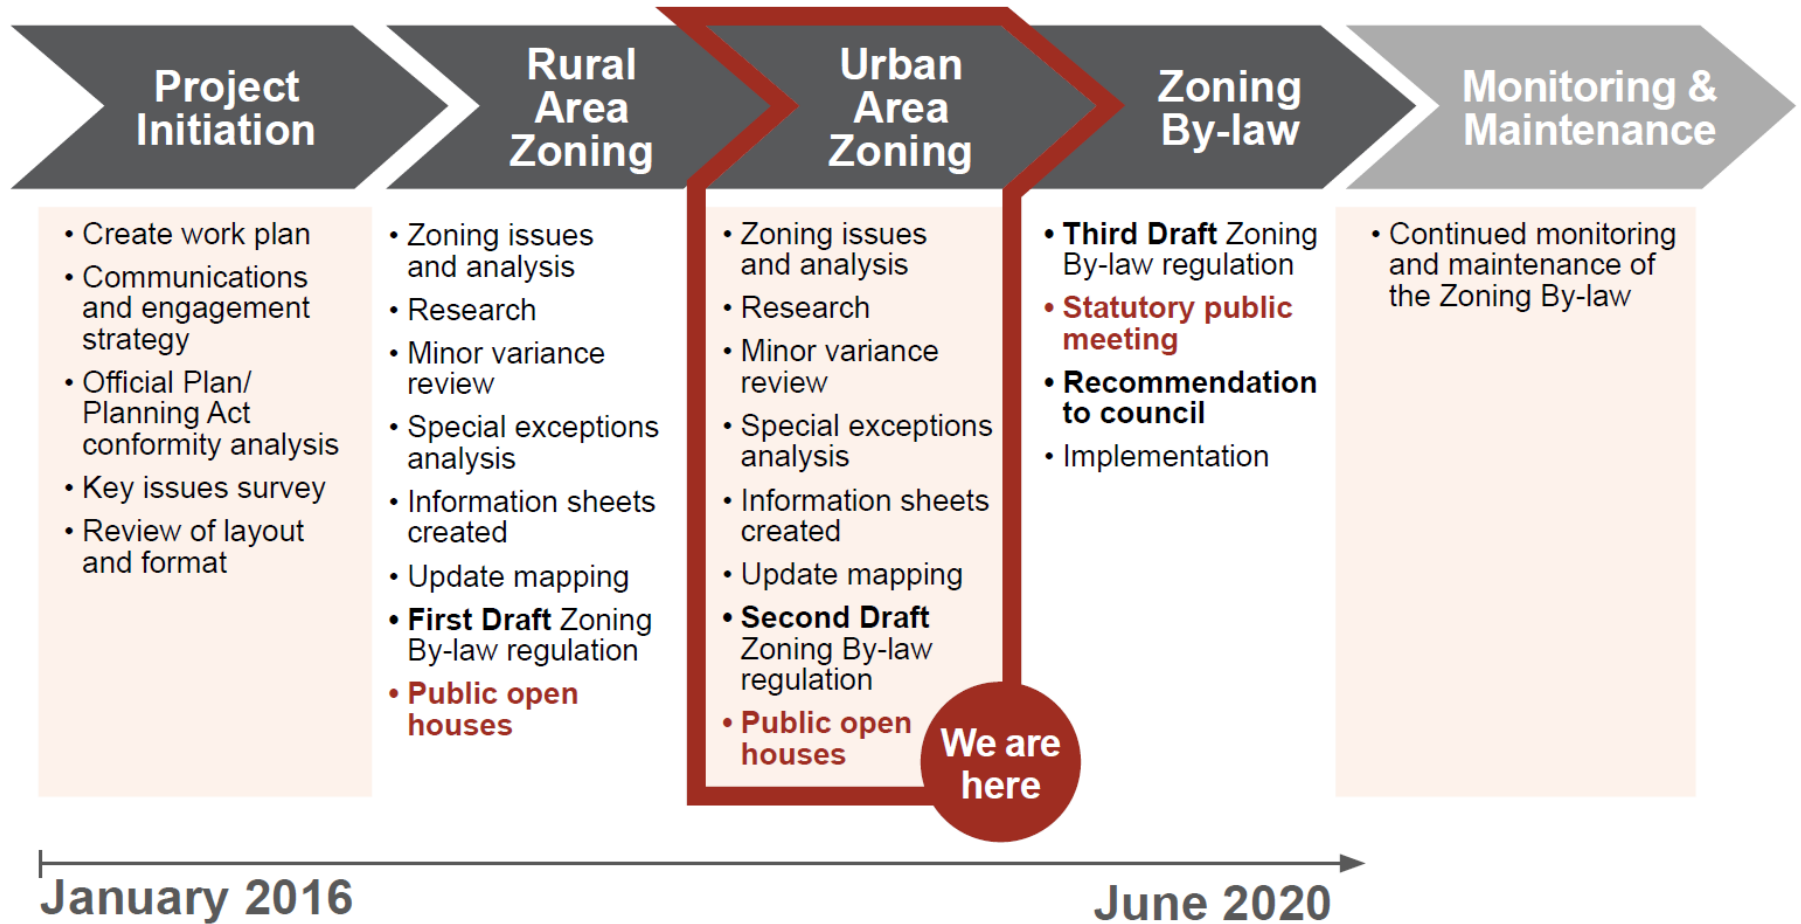 Project
Initiation
Rural
Area
Zoning
Urban
Area
Zoning
Zoning
By-law
Monitoring &
Maintenance
• Create work plan
• Communications
and engagement
strategy
• Official Plan/
Planning Act
conformity analysis
• Key issues survey
• Review of layout
and format
• Zoning issues
and analysis
• Research
• Minor variance
review
• Special exceptions
analysis
• Information sheets
created
• Update mapping
• First Draft Zoning
By-law regulation
• Public open
houses
• Zoning issues
and analysis
• Research
• Minor variance
review
• Special exceptions
analysis
• Information sheets
created
• Update mapping
• Second Draft
Zoning By-law
regulation
• Public open
houses
We are
here
• Third Draft Zoning
By-law regulation
• Statutory public
meeting
• Recommendation
to council
• Implementation
• Continued monitoring
and maintenance of
the Zoning By-law
January 2016
June 2020